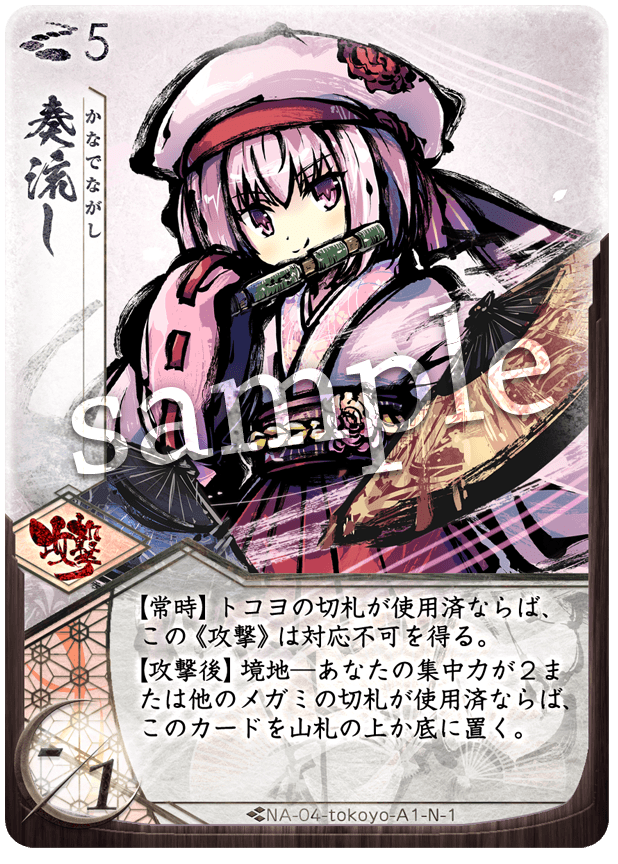 5
奏流し
かなでながし
sample
攻撃
【常時】トコヨの切札が使用済ならば、
この《攻撃》は対応不可を得る。
【攻撃後】境地─あなたの集中力が２ま
たは他のメガミの切札が使用済ならば、
このカードを山札の上か底に置く。
-/1
NA-04-tokoyo-A1-N-1